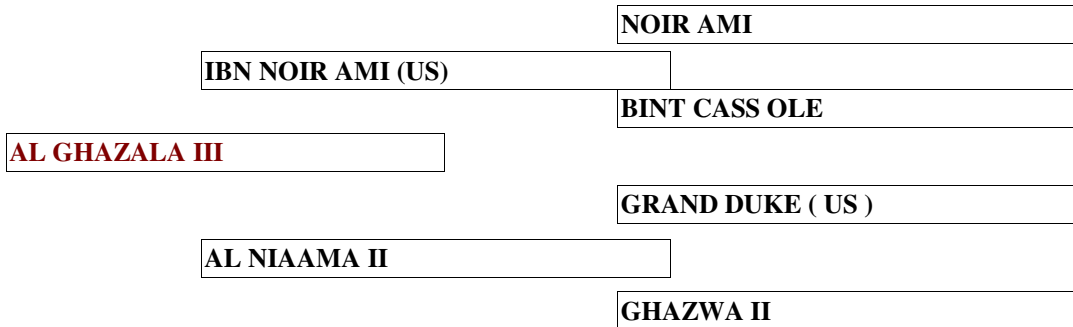 NOIR AMI
IBN NOIR AMI (US)
BINT CASS OLE
AL GHAZALA III
GRAND DUKE ( US )
AL NIAAMA II
GHAZWA II